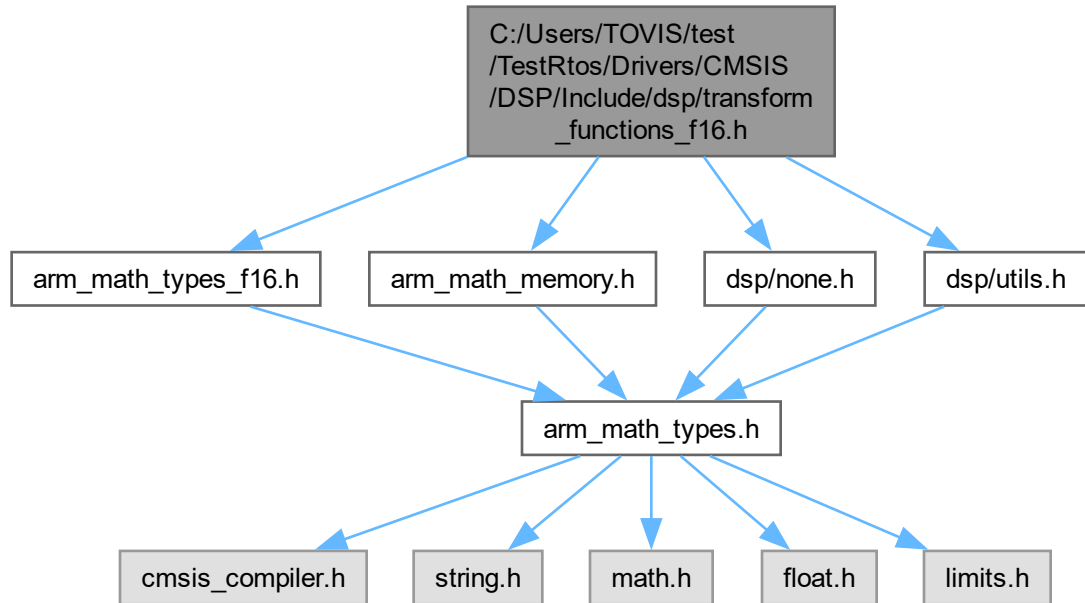 C:/Users/TOVIS/test
/TestRtos/Drivers/CMSIS
/DSP/Include/dsp/transform
_functions_f16.h
arm_math_types_f16.h
arm_math_memory.h
dsp/none.h
dsp/utils.h
arm_math_types.h
cmsis_compiler.h
string.h
math.h
float.h
limits.h